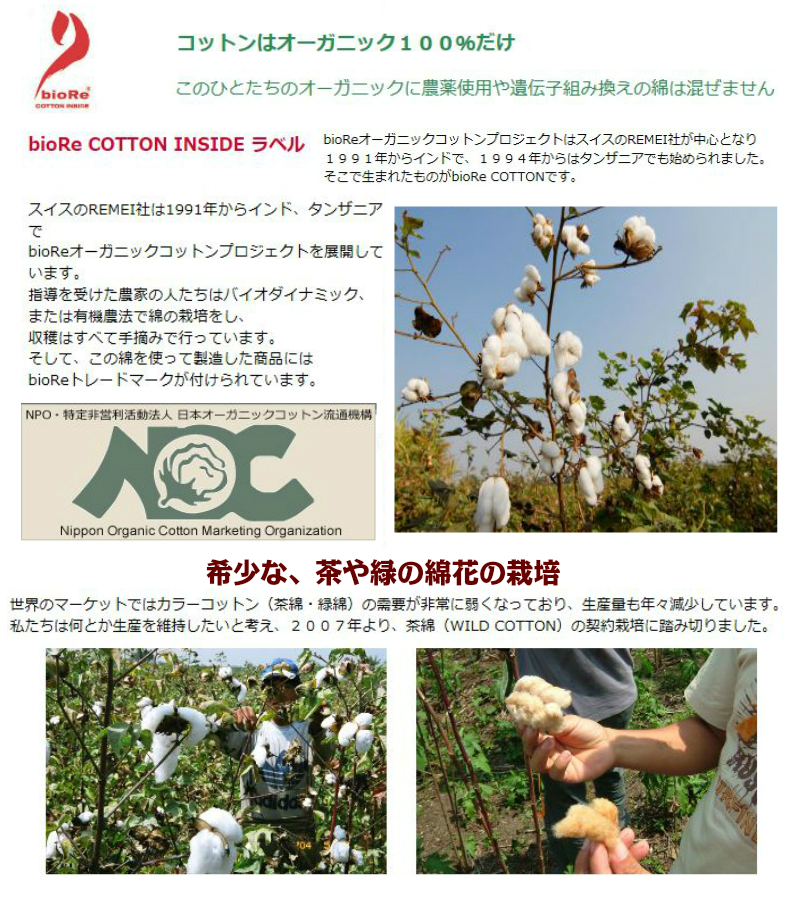 bioRe®
COTTON INSIDE
コットンはオーガニック１００％だけ
このひとたちのオーガニックに農薬使用や遺伝子組み換えの綿は混ぜません
bioRe COTTON INSIDE ラベル
bioReオーガニックコットンプロジェクトはスイスのREMEI社が中心となり
１９９１年からインドで、１９９４年からはタンザニアでも始められました。
そこで生まれたものがbioRe COTTONです。
スイスのREMEI社は1991年からインド、タンザニア
で
bioReオーガニックコットンプロジェクトを展開して
います。
指導を受けた農家の人たちはバイオダイナミック、
または有機農法で綿の栽培をし、
収穫はすべて手摘みで行っています。
そして、この綿を使って製造した商品には
bioReトレードマークが付けられています。
NPO・特定非営利活動法人 日本オーガニックコットン流通機構
NOC
Nippon Organic Cotton Marketing Organization
希少な、茶や緑の綿花の栽培
世界のマーケットではカラーコットン（茶綿・緑綿）の需要が非常に弱くなっており、生産量も年々減少しています。
私たちは何とか生産を維持したいと考え、２００７年より、茶綿（WILD COTTON）の契約栽培に踏み切りました。
adidas